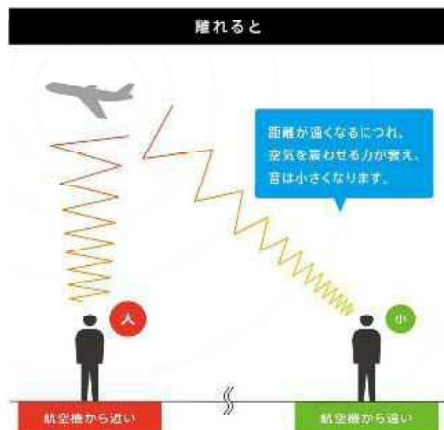 離れると
距離が遠くなるにつれ、
空気を震わせる力が衰え、
音は小さくなります。
大
小
航空機から近い
航空機から遠い